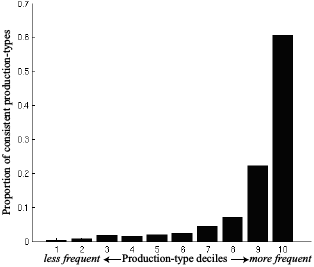 Proportion of consistent production-types
0.7
0.6
0.5
0.4
0.3
0.2
0.1
0
1 2 3 4 5 6 7 8 9 10
less frequent ← Production-type deciles → more frequent